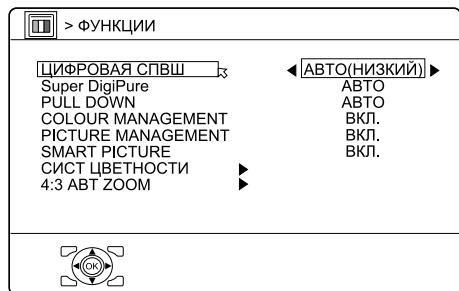 > ФУНКЦИИ
ЦИФРОВАЯ СПВШ АВТО(НИЗКИЙ)
Super DigiPure АВТО
PULL DOWN АВТО
COLOUR MANAGEMENT ВКЛ.
PICTURE MANAGEMENT ВКЛ.
SMART PICTURE ВКЛ.
СИСТ ЦВЕТНОСТИ
4:3 АВТ ZOOM
OK